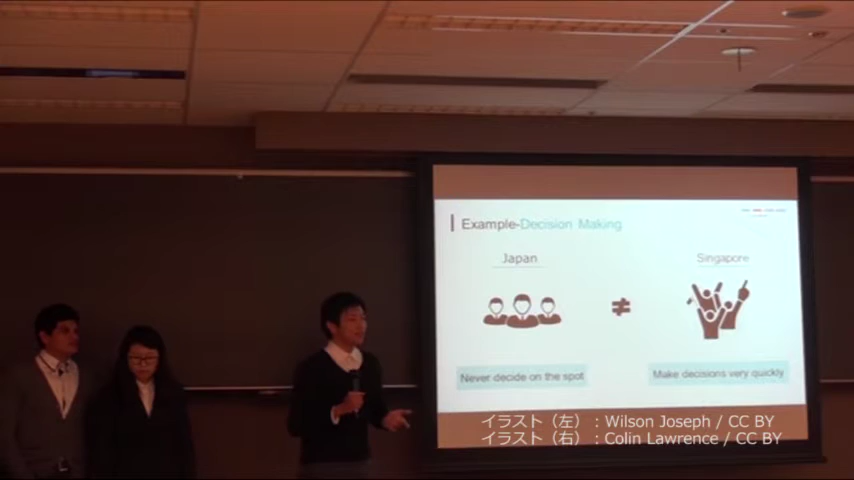 Example-Decision Making
Japan
Singapore
≠
Never decide on the spot
Make decisions very quickly
イラスト（左）：Wilson Joseph / CC BY
イラスト（右）：Colin Lawrence / CC BY